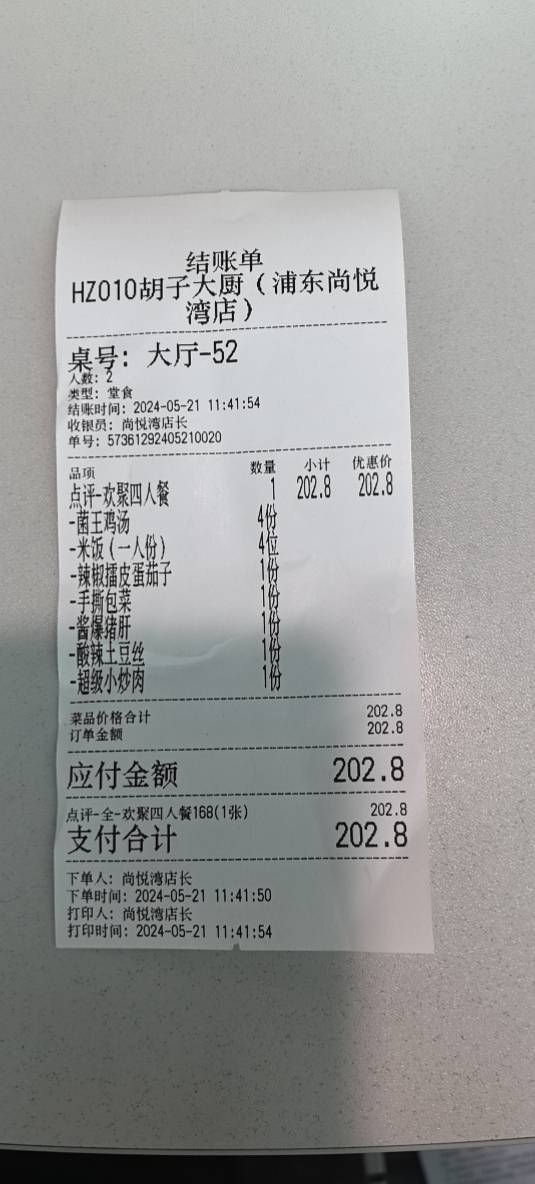 结账单
HZ010胡子大厨（浦东尚悦
湾店）
桌号: 大厅-52
人数: 2
类型: 堂食
结账时间: 2024-05-21 11:41:54
收银员: 尚悦湾店长
单号: 57361292405210020
品项 数量 小计 优惠价
点评-欢聚四人餐 1 202.8 202.8
-菌王鸡汤 4份
-米饭（一人份） 4位
-辣椒擂皮蛋茄子 1份
-手撕包菜 1份
-酱爆猪肝 1份
-酸辣土豆丝 1份
-超级小炒肉 1份
菜品价格合计 202.8
订单金额 202.8
应付金额 202.8
点评-全-欢聚四人餐168(1张) 202.8
支付合计 202.8
下单人: 尚悦湾店长
下单时间: 2024-05-21 11:41:50
打印人: 尚悦湾店长
打印时间: 2024-05-21 11:41:54